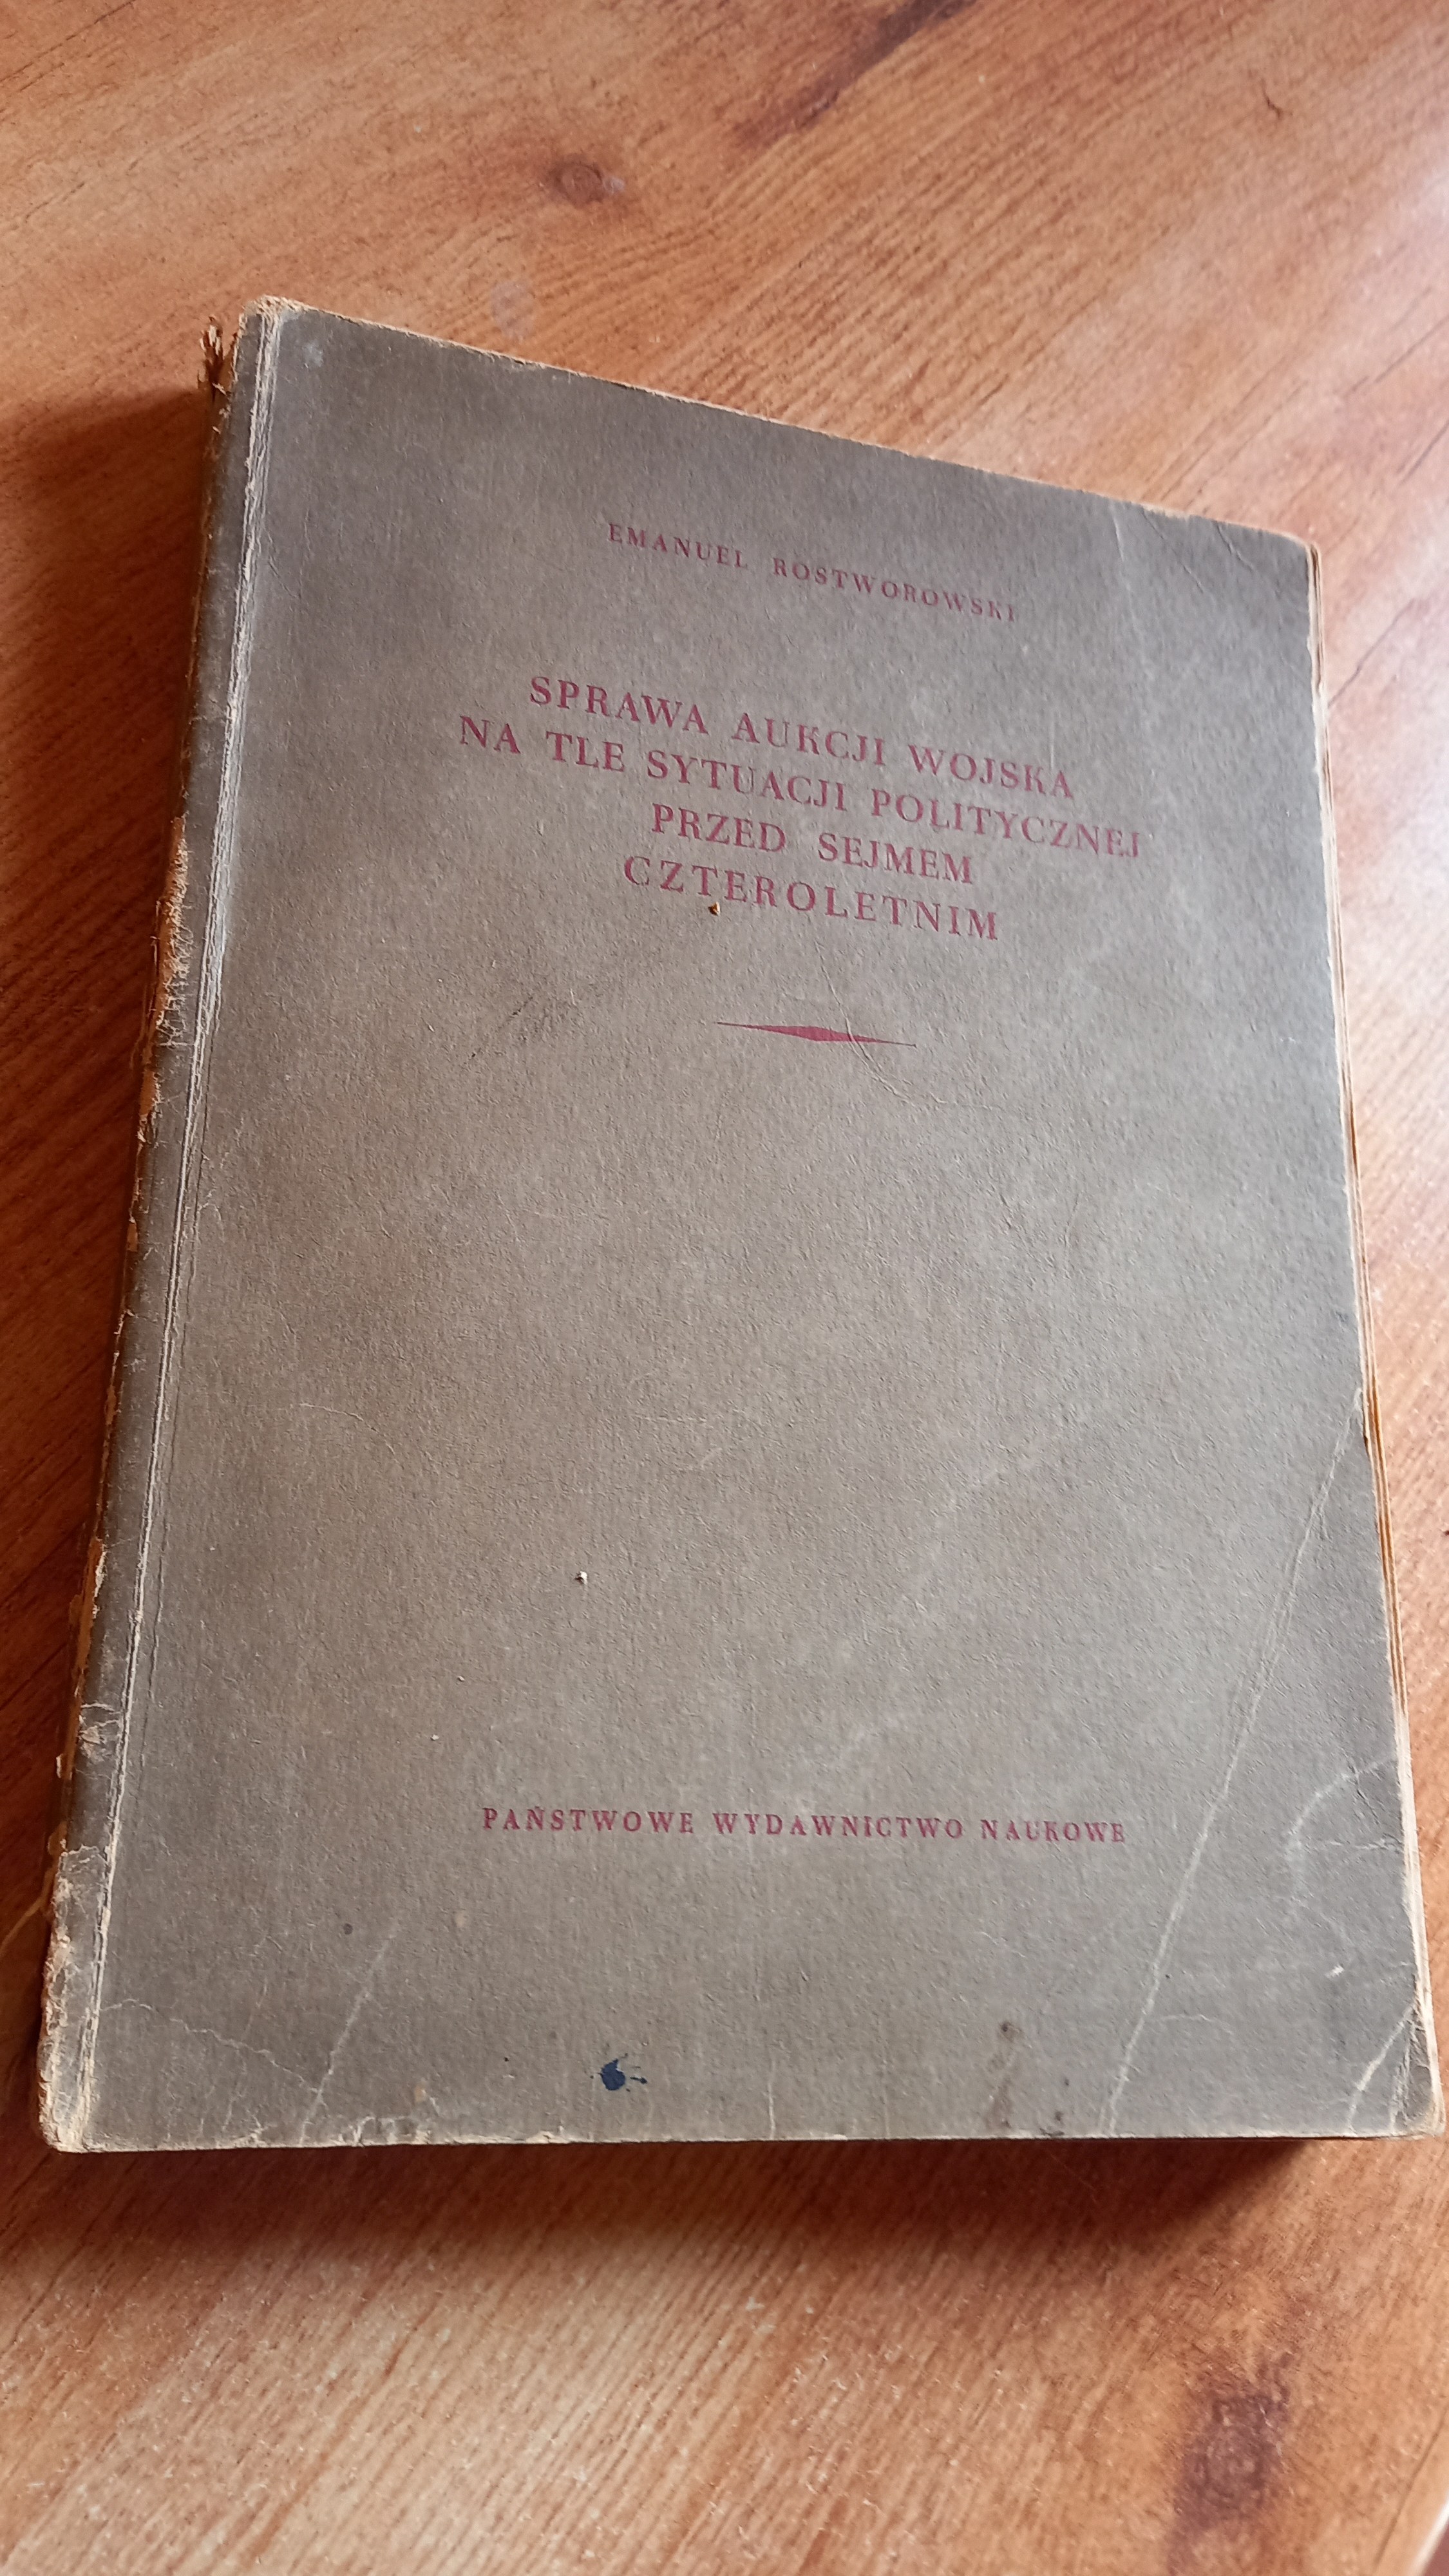 EMANUEL ROSTWOROWSKI
SPRAWA AUKCJI WOJSKA
NA TLE SYTUACJI POLITYCZNEJ
PRZED SEJMEM
CZTEROLETNIM
PAŃSTWOWE WYDAWNICTWO NAUKOWE